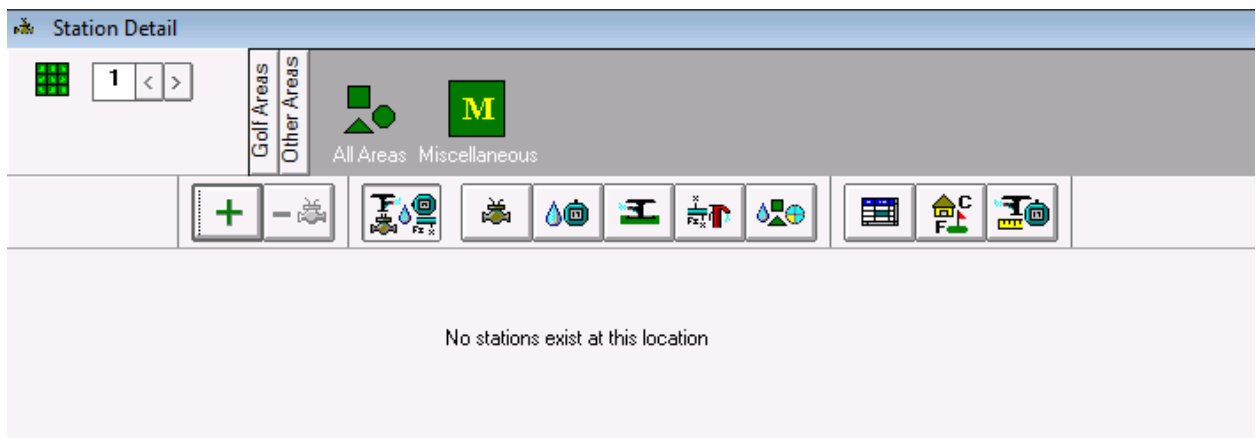 Station Detail
1 < >
Golf Areas
Other Areas
M
All Areas Miscellaneous
F C
No stations exist at this location